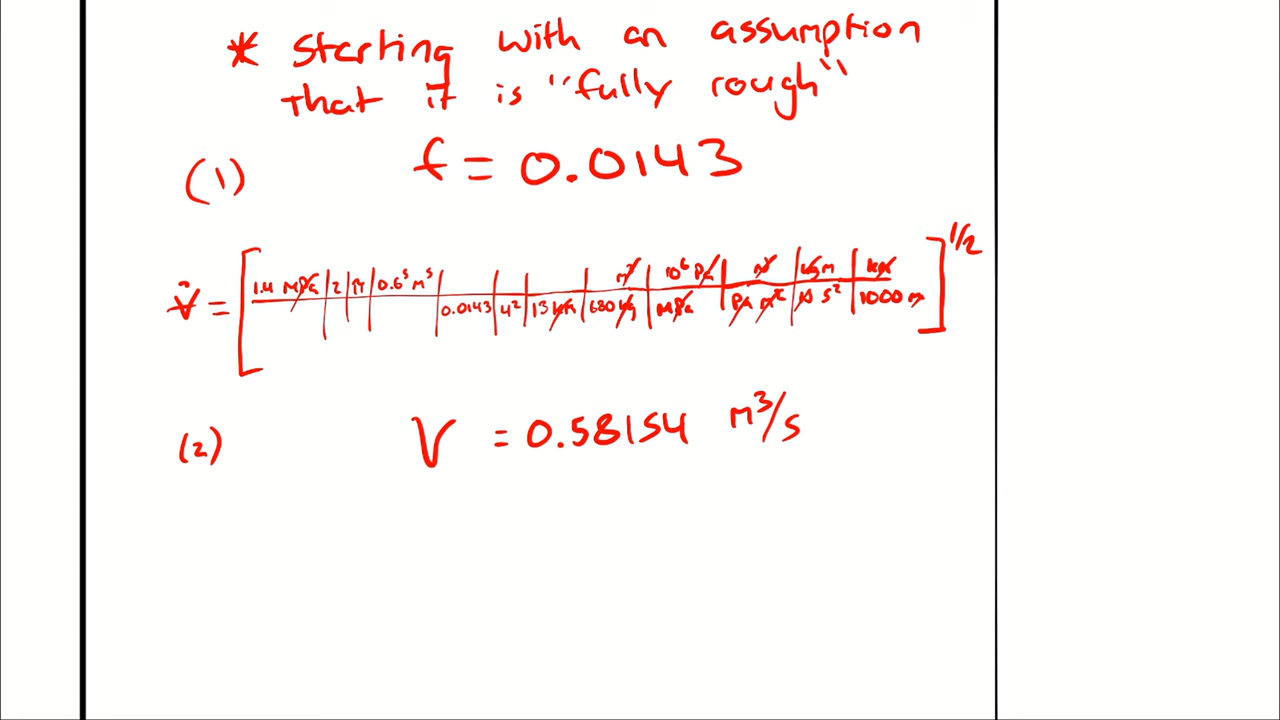 * Starting with an assumption
that it is "fully rough"
(1) f = 0.0143
V̇ = [ 1.4 MPa | 2 | π | 0.6⁵ m⁵ | | | | m³ | 10⁶ Pa | N | kg m | km ]^1/2
0.0143 | 4² | 13 km | 680 kg | MPa | Pa m² | N s² | 1000 m
(2) V = 0.58154 m³/s